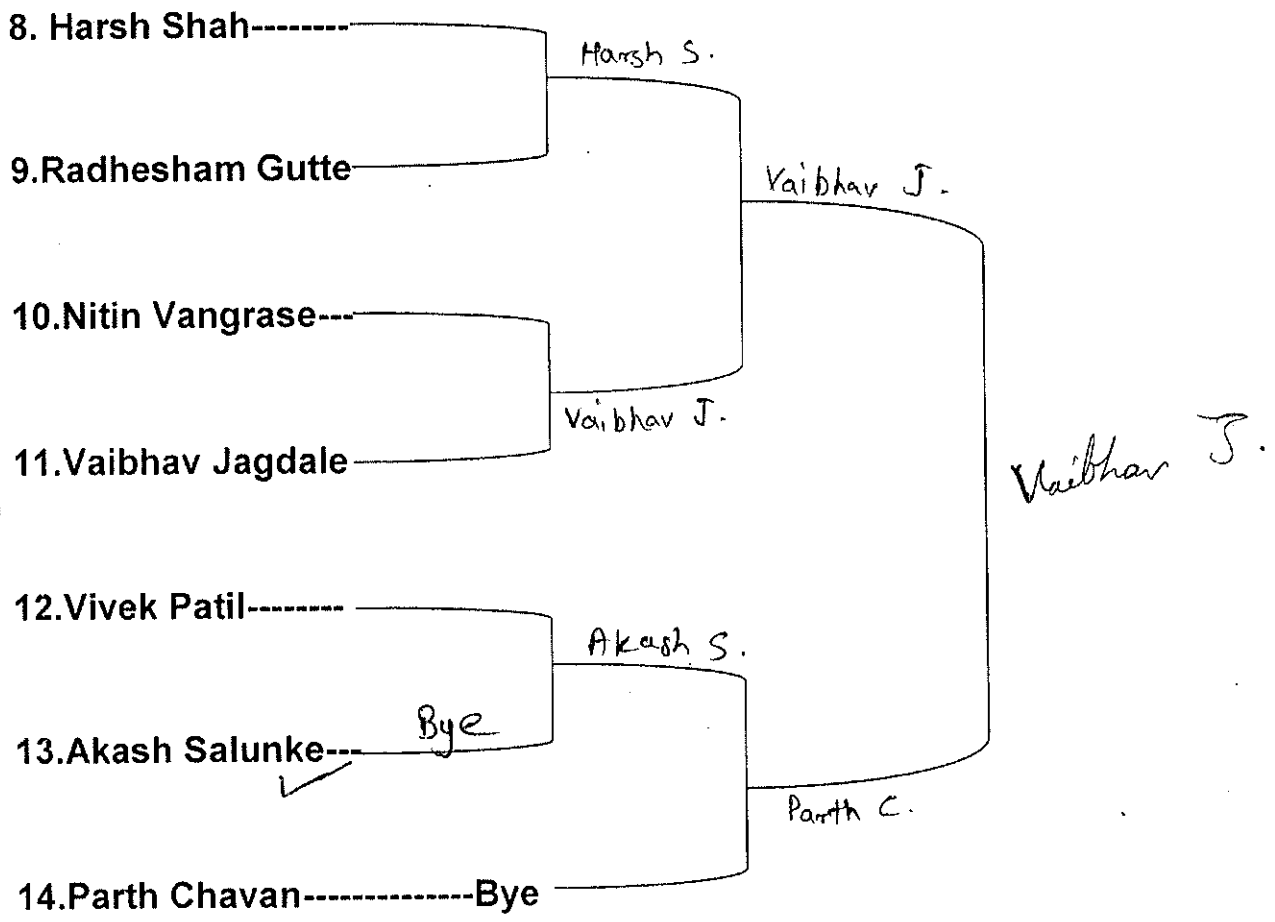 8. Harsh Shah--------
Harsh S.
9.Radhesham Gutte
Vaibhav J.
10.Nitin Vangrase---
Vaibhav J.
11.Vaibhav Jagdale
Vaibhav J.
12.Vivek Patil--------
Akash S.
Bye
13.Akash Salunke---
Parth C.
14.Parth Chavan-------------Bye